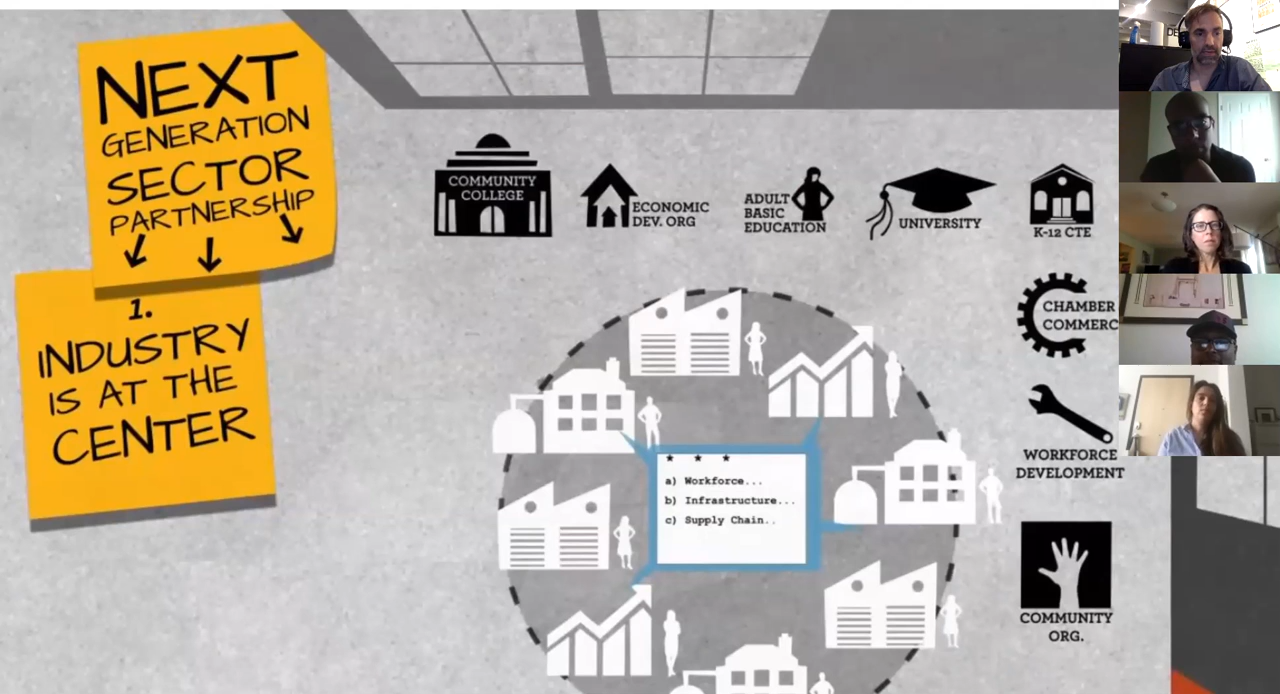 NEXT
GENERATION
SECTOR
PARTNERSHIP
1.
INDUSTRY
IS AT THE
CENTER
COMMUNITY
COLLEGE
ECONOMIC
DEV. ORG
ADULT
BASIC
EDUCATION
UNIVERSITY
K-12 CTE
CHAMBER
COMMERC
WORKFORCE
DEVELOPMENT
COMMUNITY
ORG.
* * *
a) Workforce...
b) Infrastructure...
c) Supply Chain..
DE